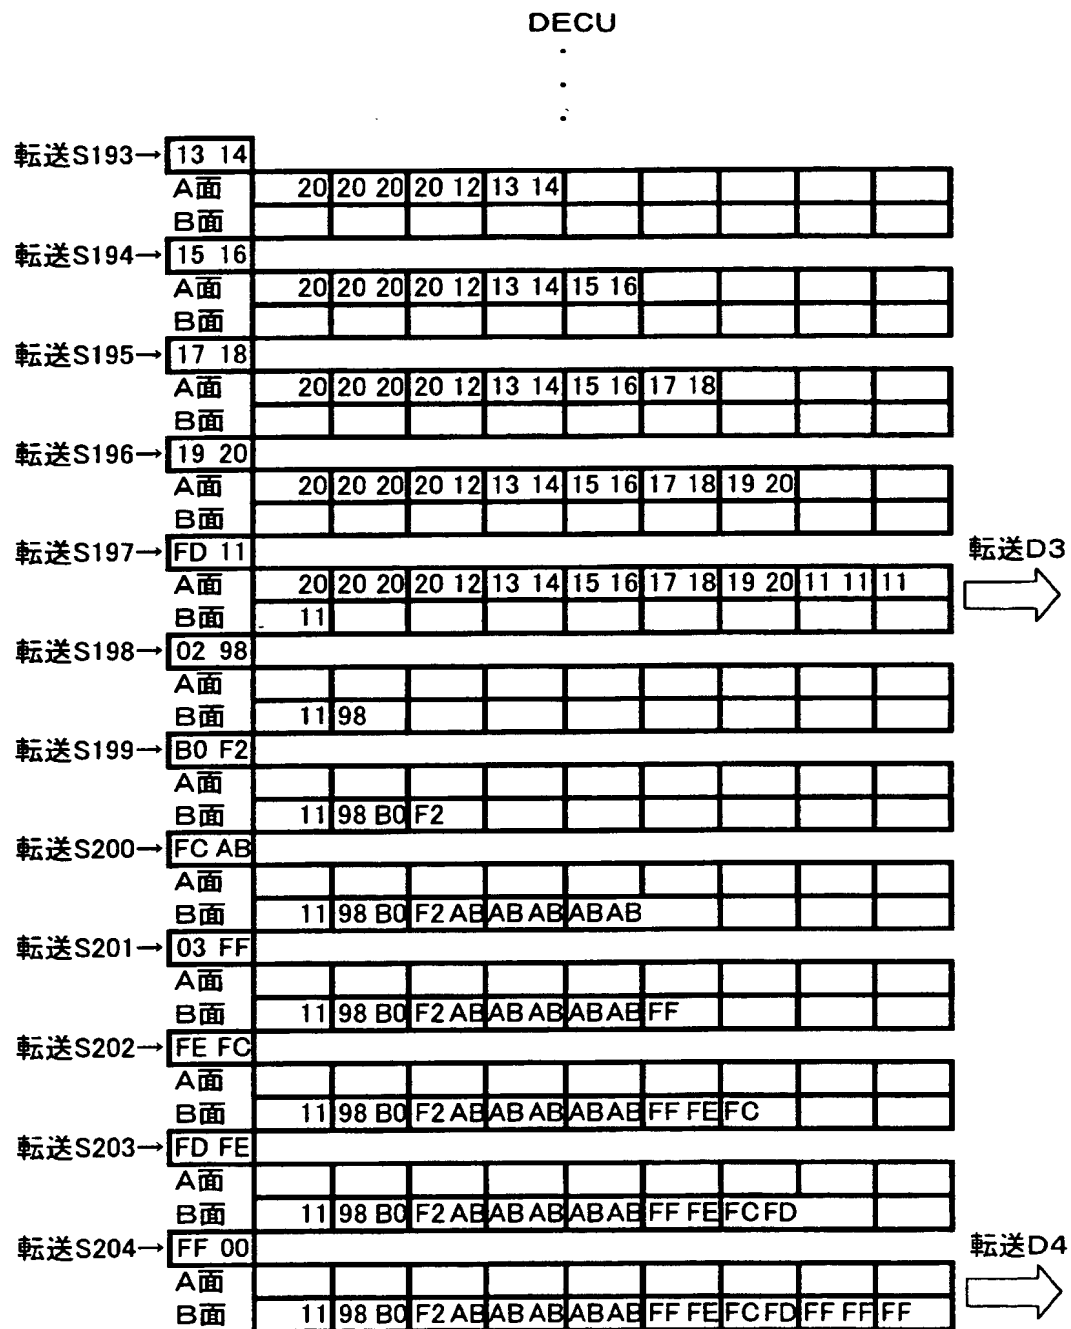 DECU
転送S193→ 13 14
A面 20 20 20 20 12 13 14
B面
転送S194→ 15 16
A面 20 20 20 20 12 13 14 15 16
B面
転送S195→ 17 18
A面 20 20 20 20 12 13 14 15 16 17 18
B面
転送S196→ 19 20
A面 20 20 20 20 12 13 14 15 16 17 18 19 20
B面
転送S197→ FD 11 転送D3
A面 20 20 20 20 12 13 14 15 16 17 18 19 20 11 11 11
B面 11
転送S198→ 02 98
A面
B面 11 98
転送S199→ B0 F2
A面
B面 11 98 B0 F2
転送S200→ FC AB
A面
B面 11 98 B0 F2 AB AB AB AB AB
転送S201→ 03 FF
A面
B面 11 98 B0 F2 AB AB AB AB AB FF
転送S202→ FE FC
A面
B面 11 98 B0 F2 AB AB AB AB AB FF FE FC
転送S203→ FD FE
A面
B面 11 98 B0 F2 AB AB AB AB AB FF FE FC FD
転送S204→ FF 00 転送D4
A面
B面 11 98 B0 F2 AB AB AB AB AB FF FE FC FD FF FF FF